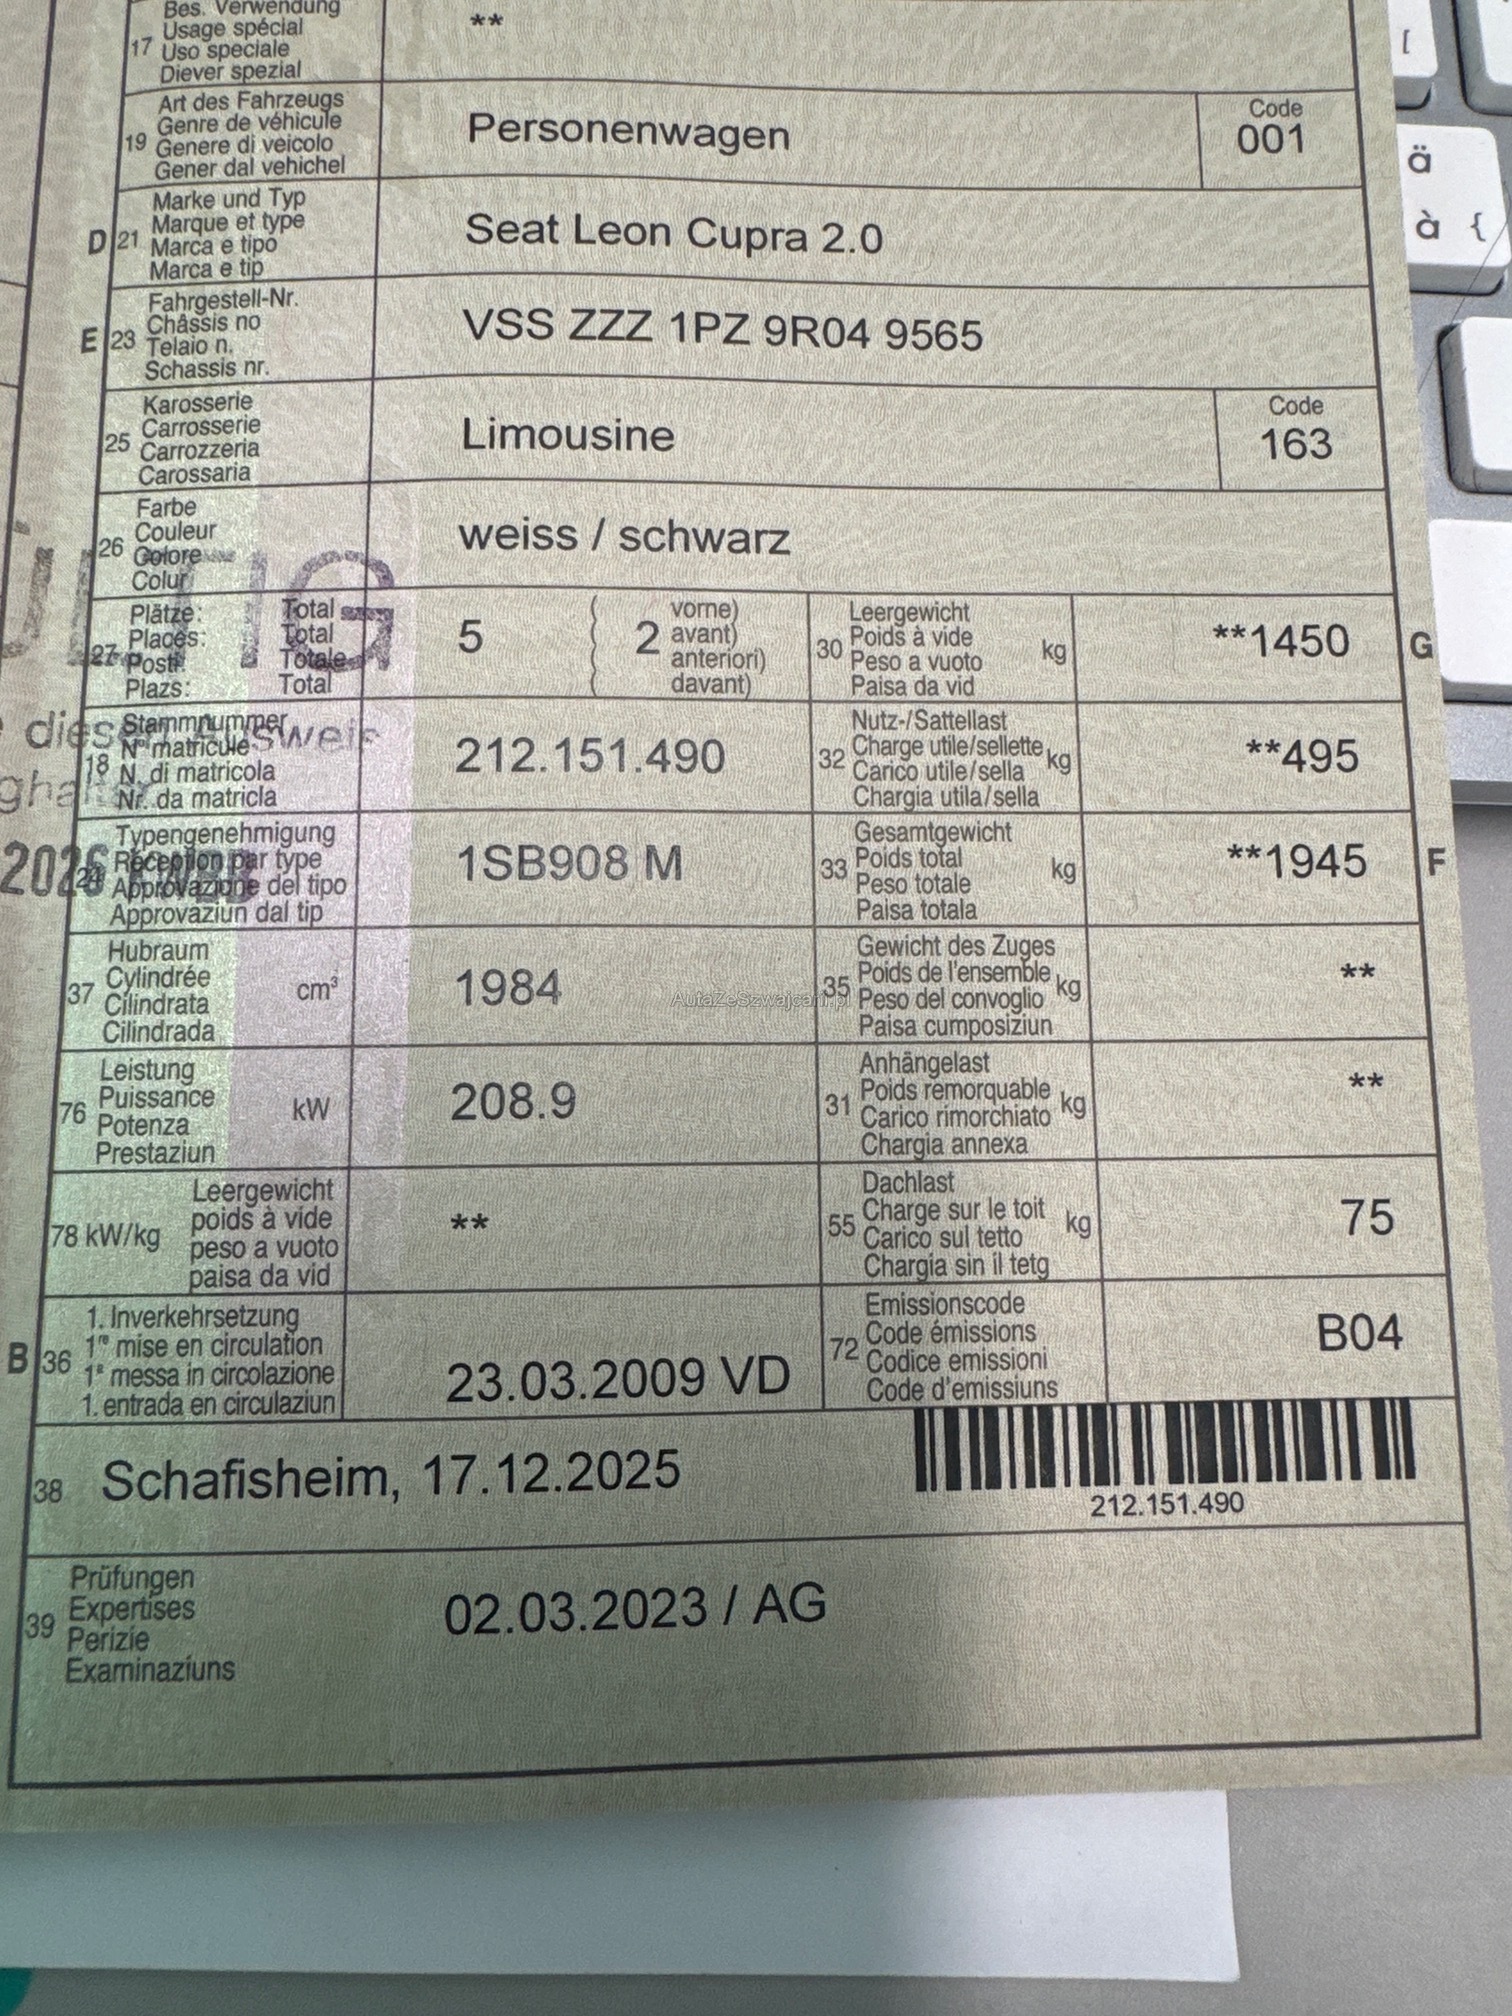 Bes. Verwendung
17 Usage spécial
Uso speciale
Diever spezial
**
Art des Fahrzeugs
19 Genre de véhicule
Genere di veicolo
Gener dal vehichel
Personenwagen
Code
001
Marke und Typ
D 21 Marque et type
Marca e tipo
Marca e tip
Seat Leon Cupra 2.0
Fahrgestell-Nr.
E 23 Châssis no
Telaio n.
Schassis nr.
VSS ZZZ 1PZ 9R04 9565
Karosserie
25 Carrosserie
Carrozzeria
Carossaria
Limousine
Code
163
Farbe
26 Couleur
Colore
Colur
weiss / schwarz
27 Plätze: Total
Places: Total
Posti: Totale
Plazs: Total
5 ( 2 vorne)
avant)
anteriori)
davant)
30 Leergewicht
Poids à vide kg
Peso a vuoto
Paisa da vid
**1450 G
18 Stammnummer
N° matricule
N. di matricola
Nr. da matricla
212.151.490
32 Nutz-/Sattellast
Charge utile/sellette kg
Carico utile/sella
Chargia utila/sella
**495
24 Typengenehmigung
Réception par type
Approvazione del tipo
Approvaziun dal tip
1SB908 M
33 Gesamtgewicht
Poids total kg
Peso totale
Paisa totala
**1945 F
37 Hubraum
Cylindrée cm³
Cilindrata
Cilindrada
1984
35 Gewicht des Zuges
Poids de l'ensemble kg
Peso del convoglio
Paisa cumposiziun
**
76 Leistung
Puissance kW
Potenza
Prestaziun
208.9
31 Anhängelast
Poids remorquable kg
Carico rimorchiato
Chargia annexa
**
78 kW/kg Leergewicht
poids à vide
peso a vuoto
paisa da vid
**
55 Dachlast
Charge sur le toit kg
Carico sul tetto
Chargia sin il tetg
75
B 36 1. Inverkehrsetzung
1re mise en circulation
1a messa in circolazione
1. entrada en circulaziun
23.03.2009 VD
72 Emissionscode
Code émissions
Codice emissioni
Code d'emissiuns
B04
38 Schafisheim, 17.12.2025
212.151.490
39 Prüfungen
Expertises
Perizie
Examinaziuns
02.03.2023 / AG
AutaZeSzwajcarii.pl
[
ä
à {